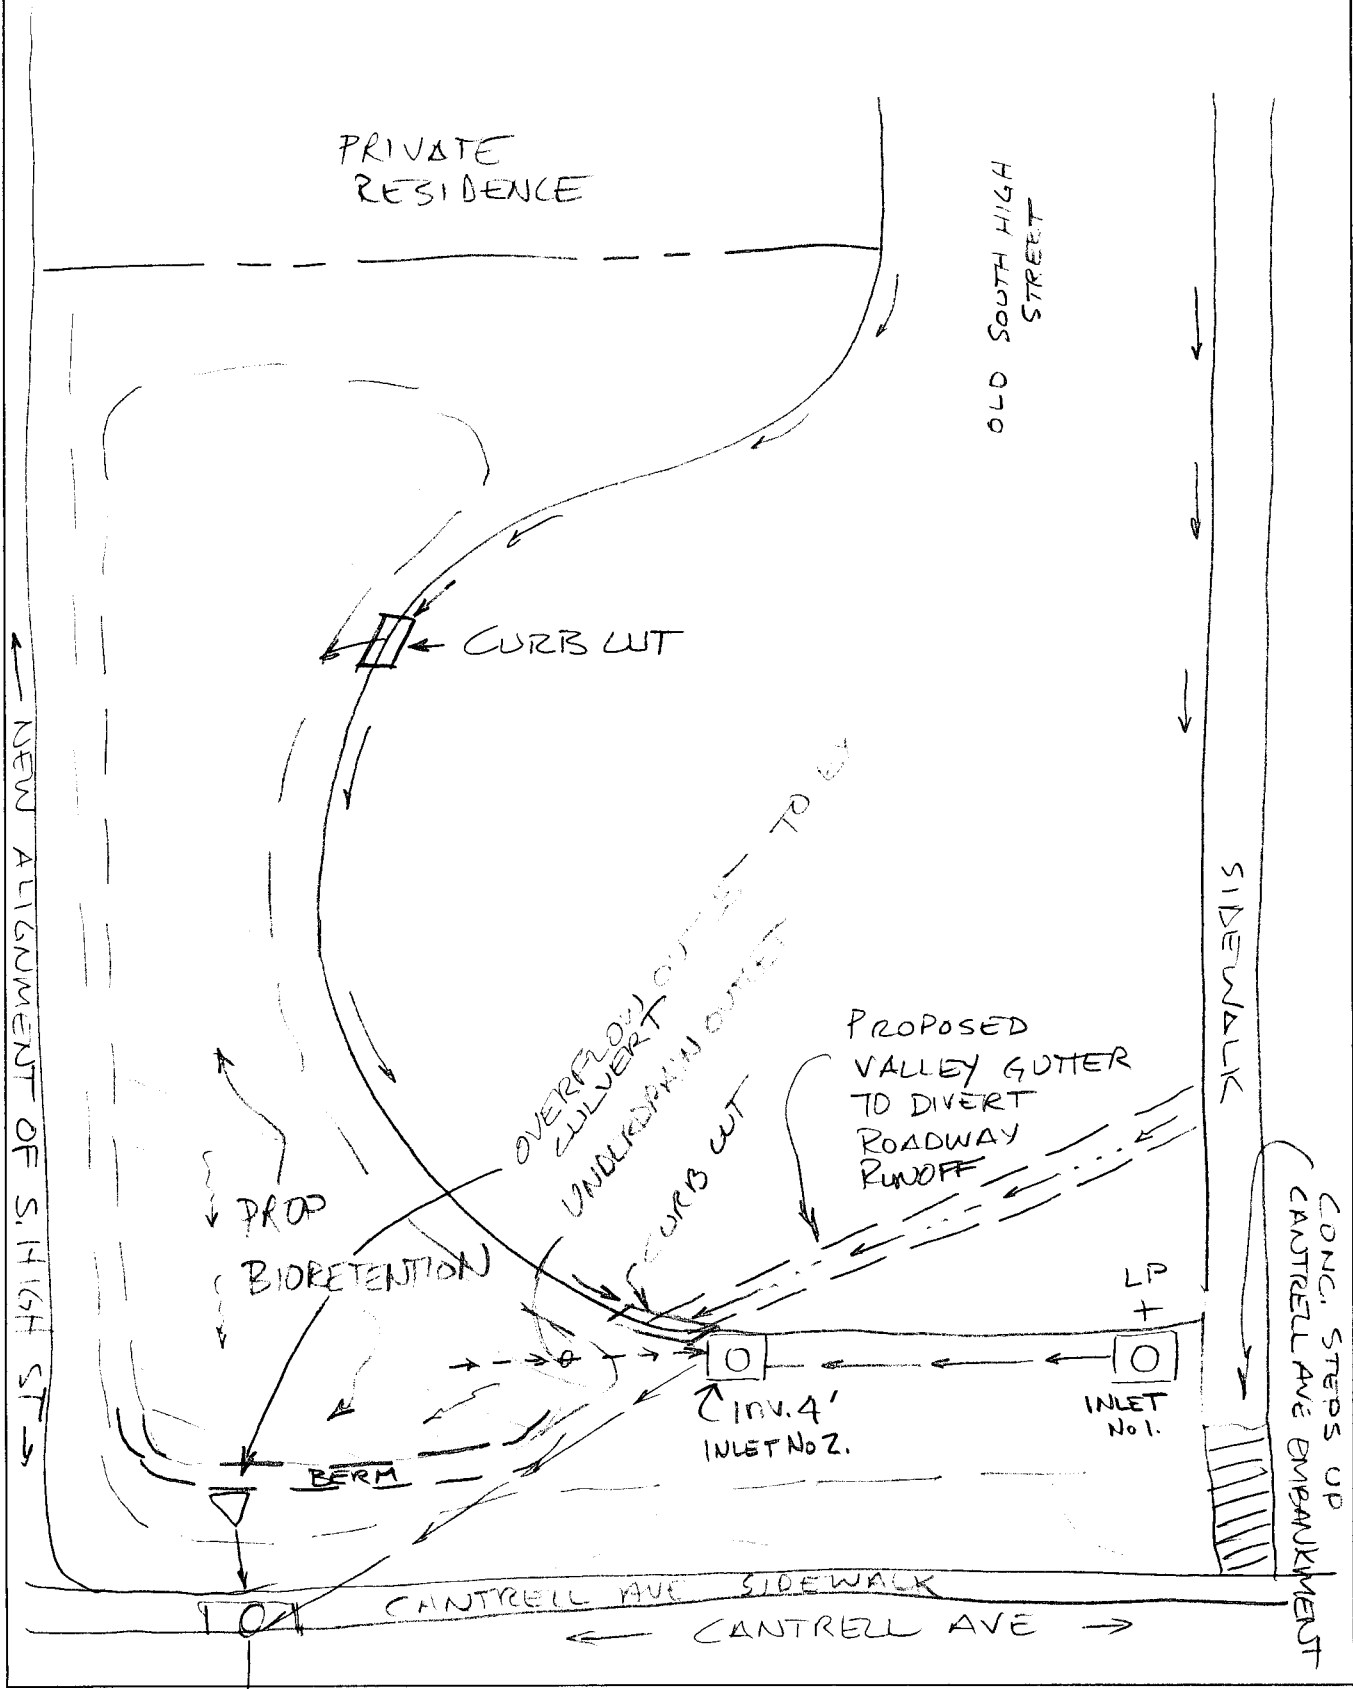 PRIVATE
RESIDENCE
OLD SOUTH HIGH
STREET
CURB CUT
NEW ALIGNMENT OF S. HIGH ST
SIDEWALK
OVERFLOW OUTS TO EX
CULVERT
UNDERDRAIN OUTLET
CURB CUT
PROPOSED
VALLEY GUTTER
TO DIVERT
ROADWAY
RUNOFF
PROP
BIORETENTION
LP
INLET
No 1.
INV. 4'
INLET No 2.
BERM
CONC. STEPS UP
CANTRELL AVE EMBANKMENT
CANTRELL AVE SIDEWALK
CANTRELL AVE